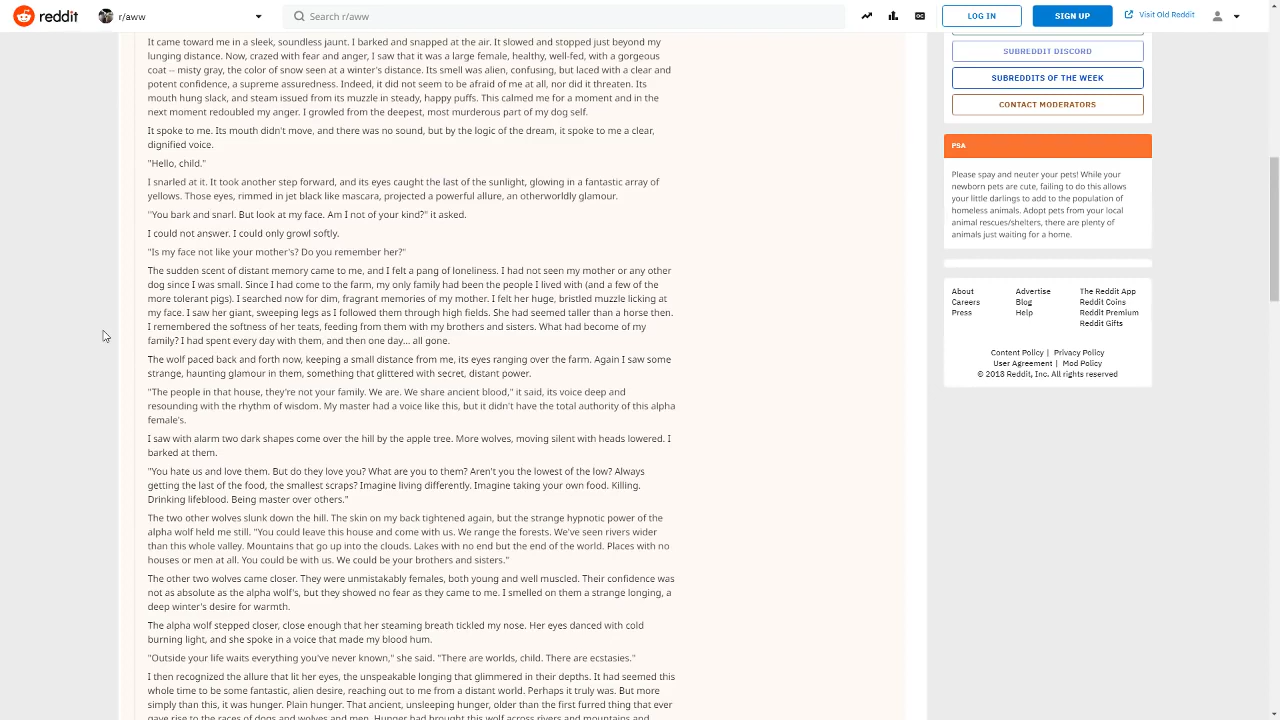 reddit
r/aww
Search r/aww
LOG IN
SIGN UP
Visit Old Reddit
It came toward me in a sleek, soundless jaunt. I barked and snapped at the air. It slowed and stopped just beyond my
lunging distance. Now, crazed with fear and anger, I saw that it was a large female, healthy, well-fed, with a gorgeous
coat -- misty gray, the color of snow seen at a winter's distance. Its smell was alien, confusing, but laced with a clear and
potent confidence, a supreme assuredness. Indeed, it did not seem to be afraid of me at all, nor did it threaten. Its
mouth hung slack, and steam issued from its muzzle in steady, happy puffs. This calmed me for a moment and in the
next moment redoubled my anger. I growled from the deepest, most murderous part of my dog self.
It spoke to me. Its mouth didn't move, and there was no sound, but by the logic of the dream, it spoke to me a clear,
dignified voice.
"Hello, child."
I snarled at it. It took another step forward, and its eyes caught the last of the sunlight, glowing in a fantastic array of
yellows. Those eyes, rimmed in jet black like mascara, projected a powerful allure, an otherworldly glamour.
"You bark and snarl. But look at my face. Am I not of your kind?" it asked.
I could not answer. I could only growl softly.
"Is my face not like your mother's? Do you remember her?"
The sudden scent of distant memory came to me, and I felt a pang of loneliness. I had not seen my mother or any other
dog since I was small. Since I had come to the farm, my only family had been the people I lived with (and a few of the
more tolerant pigs). I searched now for dim, fragrant memories of my mother. I felt her huge, bristled muzzle licking at
my face. I saw her giant, sweeping legs as I followed them through high fields. She had seemed taller than a horse then.
I remembered the softness of her teats, feeding from them with my brothers and sisters. What had become of my
family? I had spent every day with them, and then one day... all gone.
The wolf paced back and forth now, keeping a small distance from me, its eyes ranging over the farm. Again I saw some
strange, haunting glamour in them, something that glittered with secret, distant power.
"The people in that house, they're not your family. We are. We share ancient blood," it said, its voice deep and
resounding with the rhythm of wisdom. My master had a voice like this, but it didn't have the total authority of this alpha
female's.
I saw with alarm two dark shapes come over the hill by the apple tree. More wolves, moving silent with heads lowered. I
barked at them.
"You hate us and love them. But do they love you? What are you to them? Aren't you the lowest of the low? Always
getting the last of the food, the smallest scraps? Imagine living differently. Imagine taking your own food. Killing.
Drinking lifeblood. Being master over others."
The two other wolves slunk down the hill. The skin on my back tightened again, but the strange hypnotic power of the
alpha wolf held me still. "You could leave this house and come with us. We range the forests. We've seen rivers wider
than this whole valley. Mountains that go up into the clouds. Lakes with no end but the end of the world. Places with no
houses or men at all. You could be with us. We could be your brothers and sisters."
The other two wolves came closer. They were unmistakably females, both young and well muscled. Their confidence was
not as absolute as the alpha wolf's, but they showed no fear as they came to me. I smelled on them a strange longing, a
deep winter's desire for warmth.
The alpha wolf stepped closer, close enough that her steaming breath tickled my nose. Her eyes danced with cold
burning light, and she spoke in a voice that made my blood hum.
"Outside your life waits everything you've never known," she said. "There are worlds, child. There are ecstasies."
I then recognized the allure that lit her eyes, the unspeakable longing that glimmered in their depths. It had seemed this
whole time to be some fantastic, alien desire, reaching out to me from a distant world. Perhaps it truly was. But more
simply than this, it was hunger. Plain hunger. That ancient, unsleeping hunger, older than the first furred thing that ever
gave rise to the races of dogs and wolves and men. Hunger had brought this wolf across rivers and mountains and
SUBREDDIT DISCORD
SUBREDDITS OF THE WEEK
CONTACT MODERATORS
PSA
Please spay and neuter your pets! While your
newborn pets are cute, failing to do this allows
your little darlings to add to the population of
homeless animals. Adopt pets from your local
animal rescues/shelters, there are plenty of
animals just waiting for a home.
About
Careers
Press
Advertise
Blog
Help
The Reddit App
Reddit Coins
Reddit Premium
Reddit Gifts
Content Policy | Privacy Policy
User Agreement | Mod Policy
© 2018 Reddit, Inc. All rights reserved